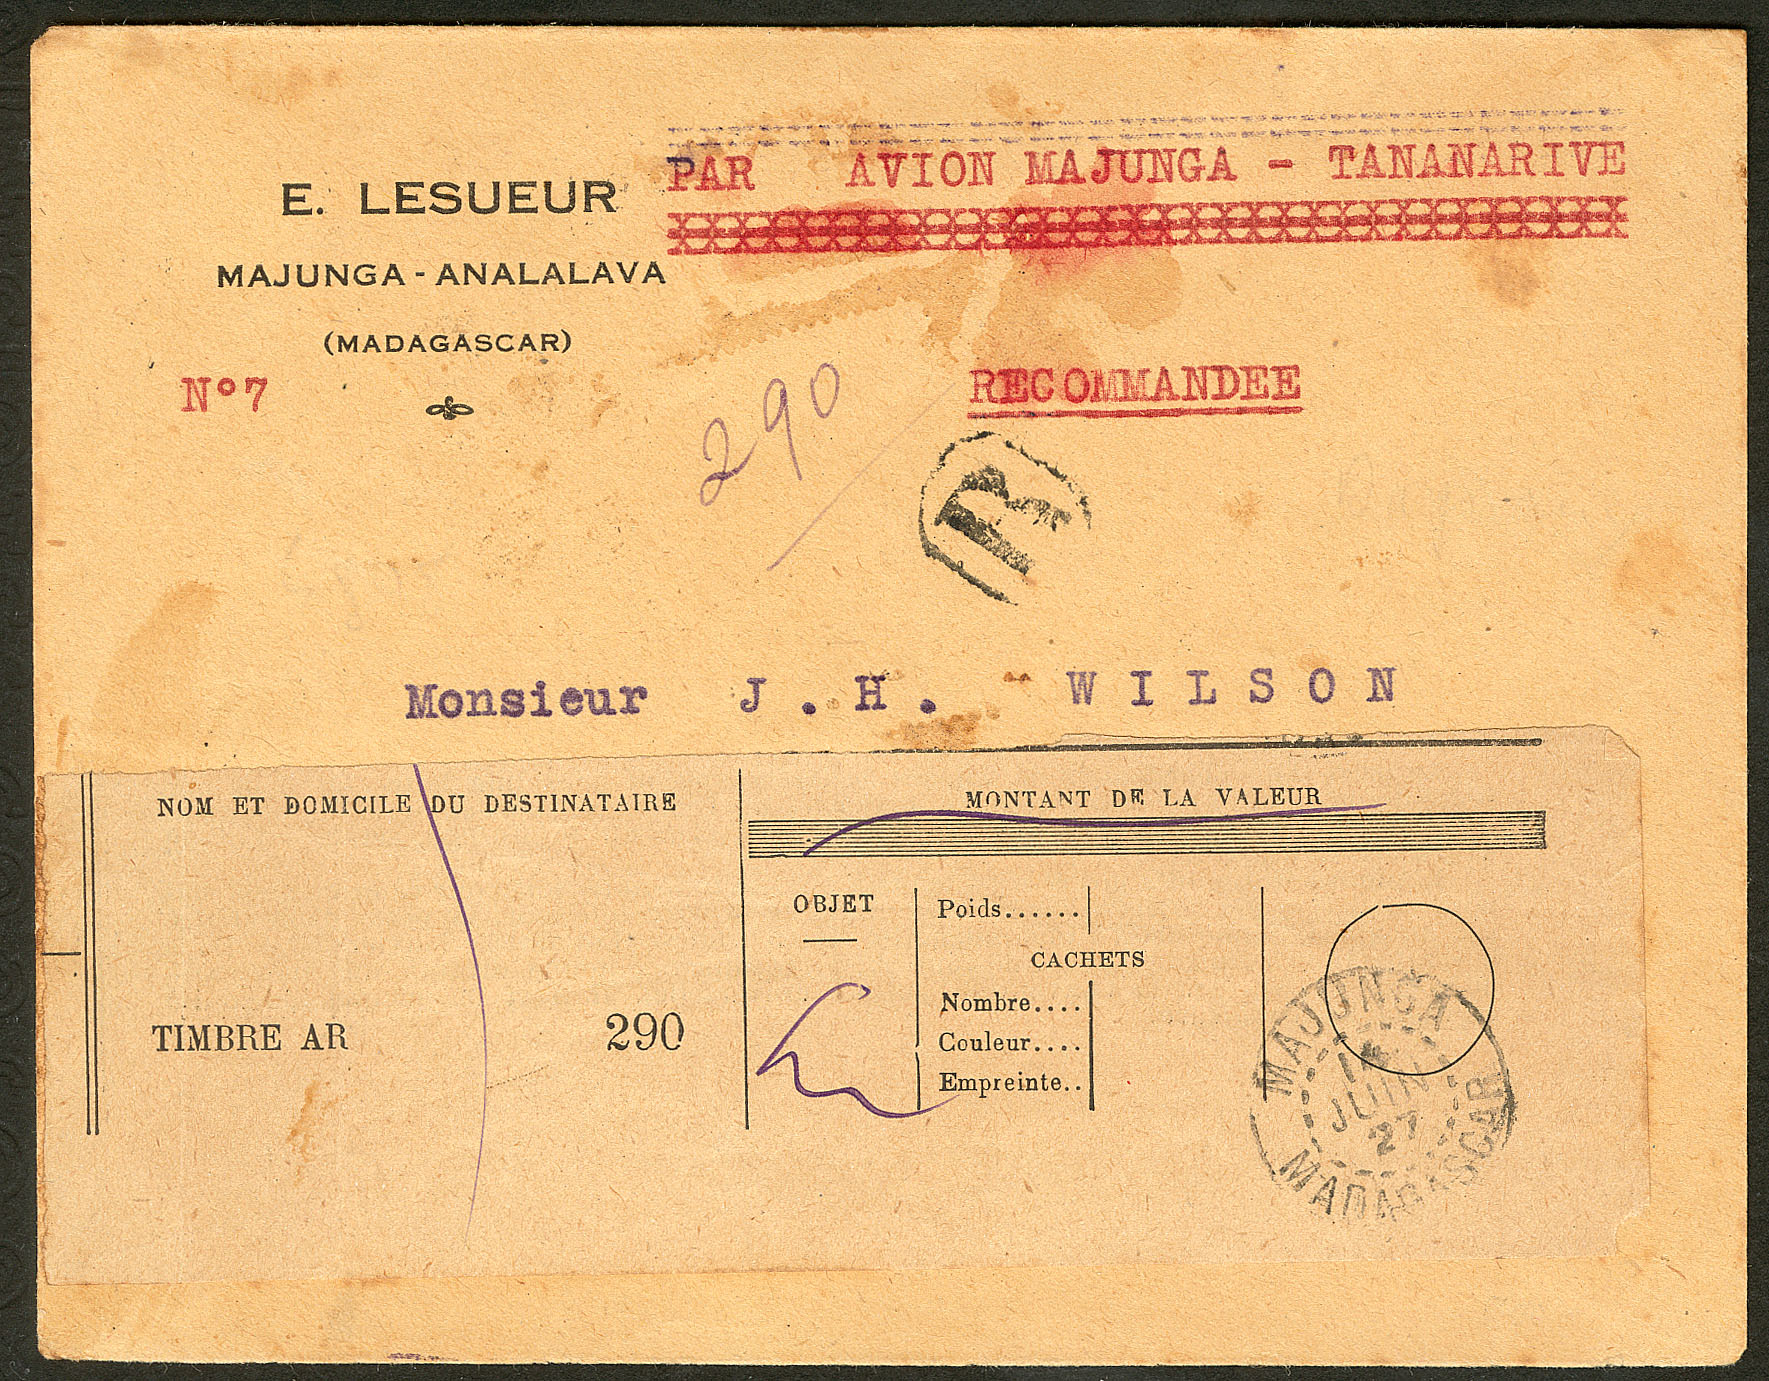 PAR AVION MAJUNGA - TANANARIVE
E. LESUEUR
MAJUNGA - ANALALAVA
(MADAGASCAR)
N°7
290
RECOMMANDEE
R
Monsieur J. H. WILSON
NOM ET DOMICILE DU DESTINATAIRE
MONTANT DE LA VALEUR
OBJET
Poids......
CACHETS
Nombre....
Couleur....
Empreinte..
TIMBRE AR 290
MAJUNGA
JUIN
27
MADAGASCAR